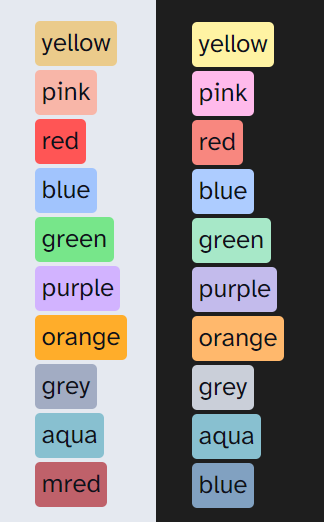 yellow
pink
red
blue
green
purple
orange
grey
aqua
mred
yellow
pink
red
blue
green
purple
orange
grey
aqua
blue